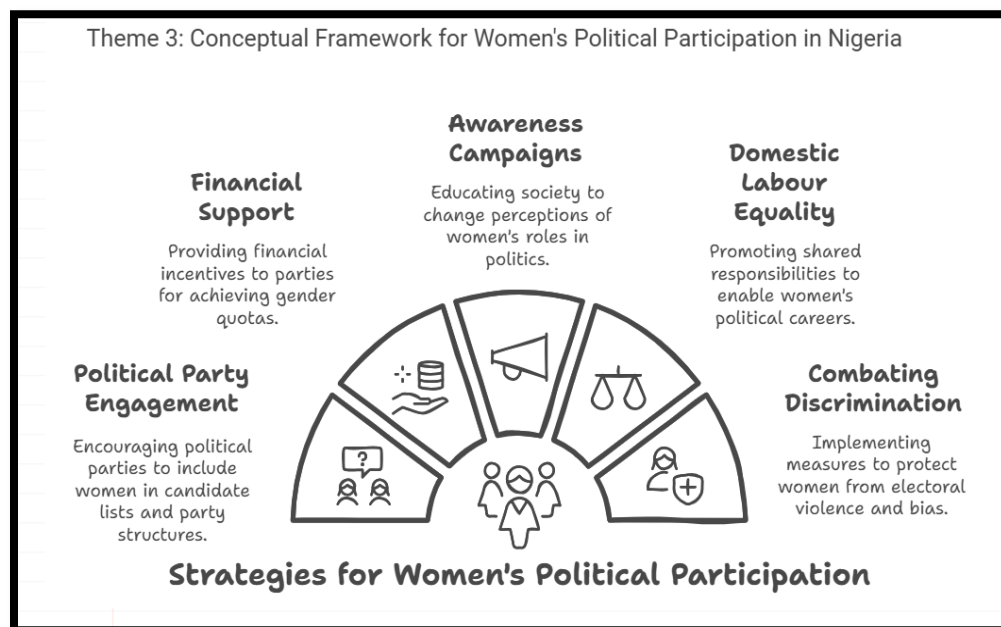 Theme 3: Conceptual Framework for Women's Political Participation in Nigeria
Political Party
Engagement
Encouraging political
parties to include
women in candidate
lists and party
structures.
Financial
Support
Providing financial
incentives to parties
for achieving gender
quotas.
Awareness
Campaigns
Educating society to
change perceptions of
women's roles in
politics.
Domestic
Labour
Equality
Promoting shared
responsibilities to
enable women's
political careers.
Combating
Discrimination
Implementing
measures to protect
women from electoral
violence and bias.
?
Strategies for Women's Political Participation